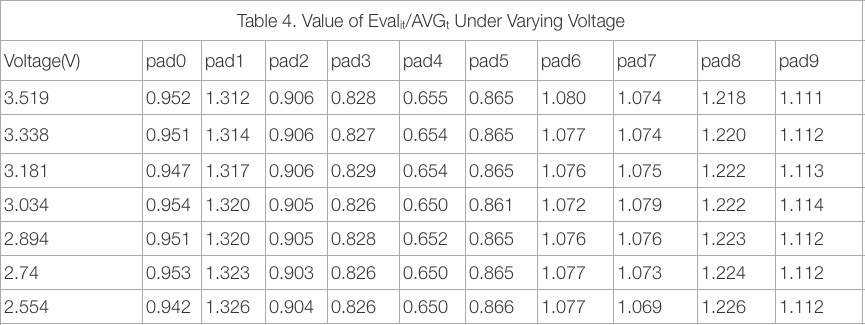 Table 4. Value of Evalit/AVGt Under Varying Voltage
Voltage(V) pad0 pad1 pad2 pad3 pad4 pad5 pad6 pad7 pad8 pad9
3.519 0.952 1.312 0.906 0.828 0.655 0.865 1.080 1.074 1.218 1.111
3.338 0.951 1.314 0.906 0.827 0.654 0.865 1.077 1.074 1.220 1.112
3.181 0.947 1.317 0.906 0.829 0.654 0.865 1.076 1.075 1.222 1.113
3.034 0.954 1.320 0.905 0.826 0.650 0.861 1.072 1.079 1.222 1.114
2.894 0.951 1.320 0.905 0.828 0.652 0.865 1.076 1.076 1.223 1.112
2.74 0.953 1.323 0.903 0.826 0.650 0.865 1.077 1.073 1.224 1.112
2.554 0.942 1.326 0.904 0.826 0.650 0.866 1.077 1.069 1.226 1.112